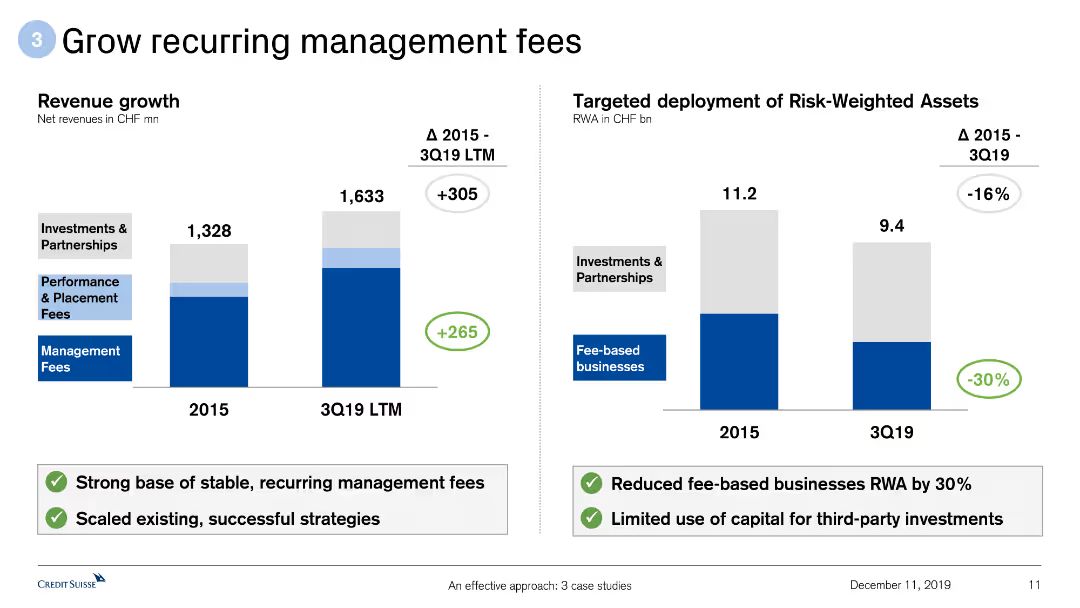 3 Grow recurring management fees
Revenue growth
Net revenues in CHF mn
Δ 2015 -
3Q19 LTM
+305
1,633
1,328
Investments &
Partnerships
Performance
& Placement
Fees
Management
Fees
+265
2015
3Q19 LTM
Strong base of stable, recurring management fees
Scaled existing, successful strategies
Targeted deployment of Risk-Weighted Assets
RWA in CHF bn
Δ 2015 -
3Q19
-16%
11.2
9.4
Investments &
Partnerships
Fee-based
businesses
-30%
2015
3Q19
Reduced fee-based businesses RWA by 30%
Limited use of capital for third-party investments
CREDIT SUISSE
An effective approach: 3 case studies
December 11, 2019
11